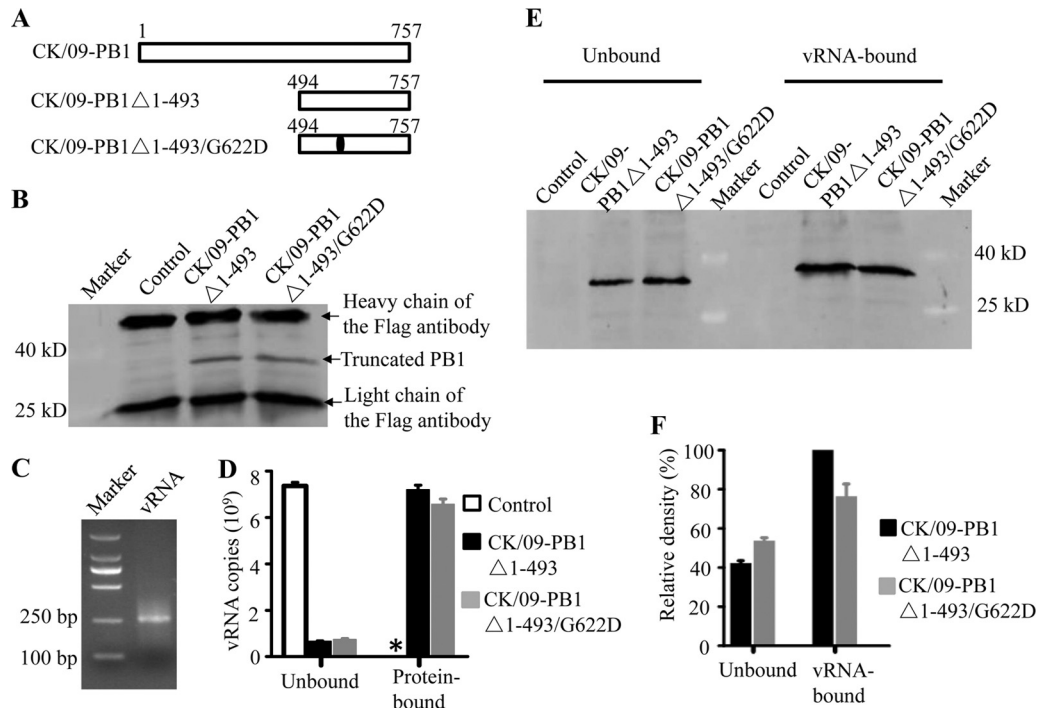 A
1 757
CK/09-PB1
494 757
CK/09-PB1△1-493
494 757
CK/09-PB1△1-493/G622D
B
Marker
Control
CK/09-PB1
△1-493
CK/09-PB1
△1-493/G622D
40 kD
25 kD
Heavy chain of
the Flag antibody
Truncated PB1
Light chain of
the Flag antibody
C
Marker
vRNA
250 bp
100 bp
D
vRNA copies (10⁹)
8
6
4
2
0
*
Unbound
Protein-
bound
Control
CK/09-PB1
△1-493
CK/09-PB1
△1-493/G622D
E
Unbound
vRNA-bound
Control
CK/09-
PB1△1-493
CK/09-PB1
△1-493/G622D
Marker
Control
CK/09-
PB1△1-493
CK/09-PB1
△1-493/G622D
Marker
40 kD
25 kD
F
Relative density (%)
100
80
60
40
20
0
Unbound
vRNA-
bound
CK/09-PB1
△1-493
CK/09-PB1
△1-493/G622D